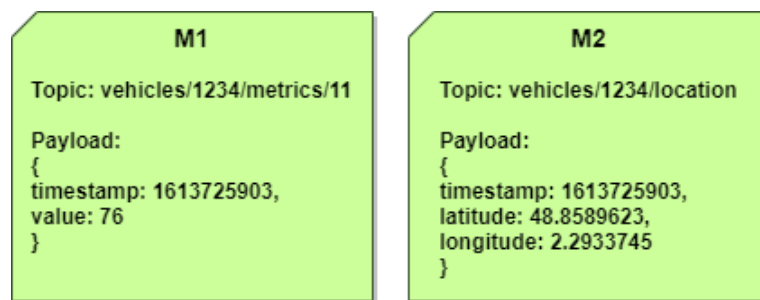 M1
Topic: vehicles/1234/metrics/11
Payload:
{
timestamp: 1613725903,
value: 76
}
M2
Topic: vehicles/1234/location
Payload:
{
timestamp: 1613725903,
latitude: 48.8589623,
longitude: 2.2933745
}